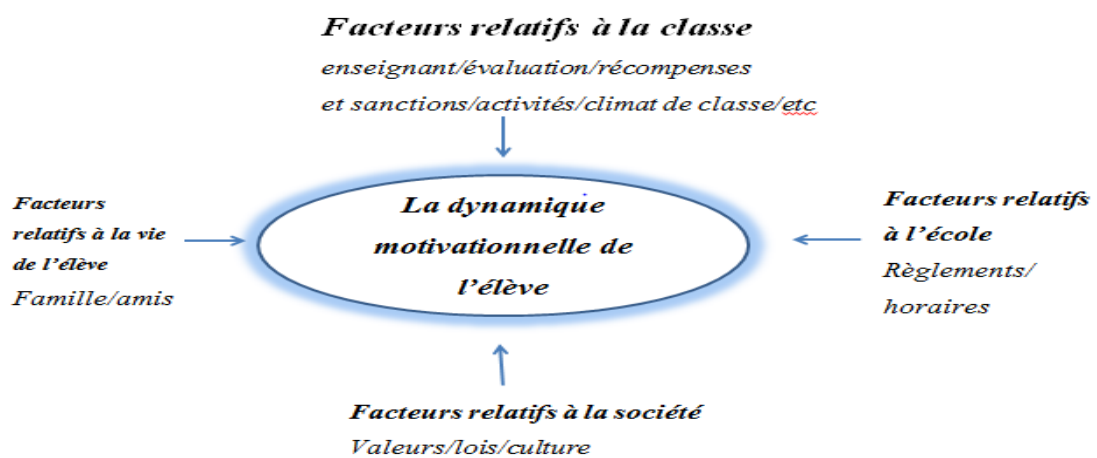 Facteurs relatifs à la classe
enseignant/évaluation/récompenses
et sanctions/activités/climat de classe/etc
Facteurs
relatifs à la vie
de l'élève
Famille/amis
La dynamique
motivationnelle de
l'élève
Facteurs relatifs
à l'école
Règlements/
horaires
Facteurs relatifs à la société
Valeurs/lois/culture